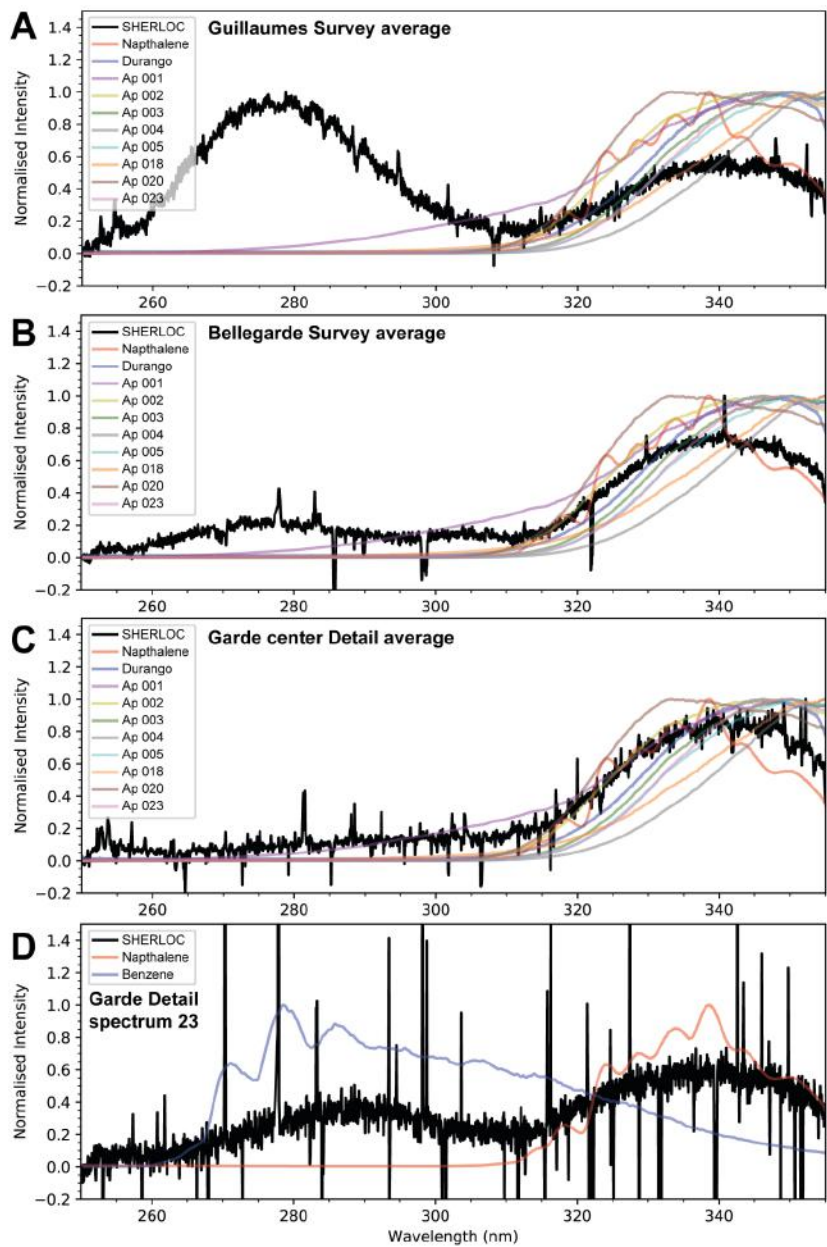 A
Guillaumes Survey average
SHERLOC
Napthalene
Durango
Ap 001
Ap 002
Ap 003
Ap 004
Ap 005
Ap 018
Ap 020
Ap 023
Normalised Intensity
1.4
1.2
1.0
0.8
0.6
0.4
0.2
0.0
−0.2
260 280 300 320 340
B
Bellegarde Survey average
SHERLOC
Napthalene
Durango
Ap 001
Ap 002
Ap 003
Ap 004
Ap 005
Ap 018
Ap 020
Ap 023
Normalised Intensity
1.4
1.2
1.0
0.8
0.6
0.4
0.2
0.0
−0.2
260 280 300 320 340
C
Garde center Detail average
SHERLOC
Napthalene
Durango
Ap 001
Ap 002
Ap 003
Ap 004
Ap 005
Ap 018
Ap 020
Ap 023
Normalised Intensity
1.4
1.2
1.0
0.8
0.6
0.4
0.2
0.0
−0.2
260 280 300 320 340
D
SHERLOC
Napthalene
Benzene
Garde Detail
spectrum 23
Normalised Intensity
1.4
1.2
1.0
0.8
0.6
0.4
0.2
0.0
−0.2
260 280 300 320 340
Wavelength (nm)